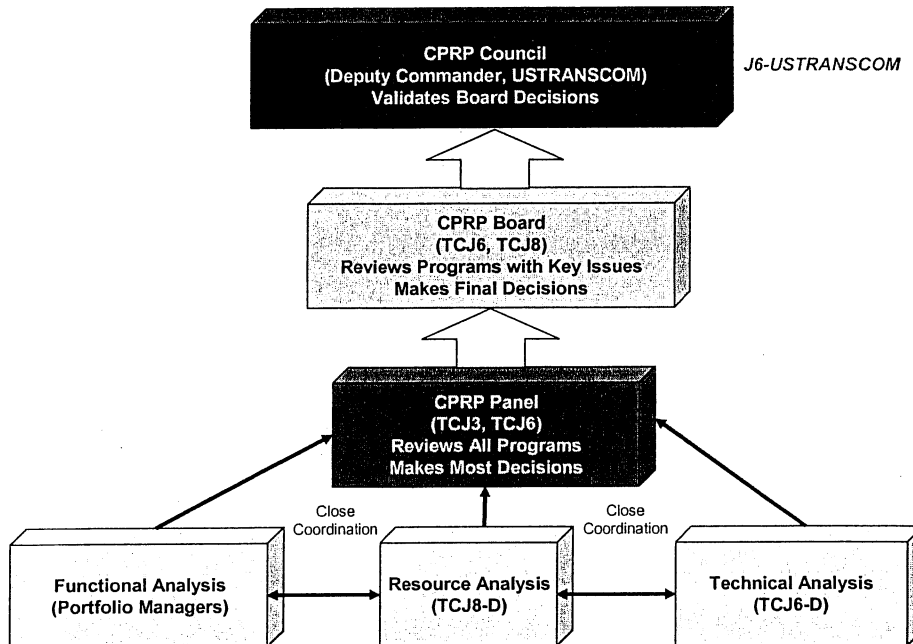 CPRP Council
(Deputy Commander, USTRANSCOM)
Validates Board Decisions
J6-USTRANSCOM
CPRP Board
(TCJ6, TCJ8)
Reviews Programs with Key Issues
Makes Final Decisions
CPRP Panel
(TCJ3, TCJ6)
Reviews All Programs
Makes Most Decisions
Close
Coordination
Close
Coordination
Functional Analysis
(Portfolio Managers)
Resource Analysis
(TCJ8-D)
Technical Analysis
(TCJ6-D)